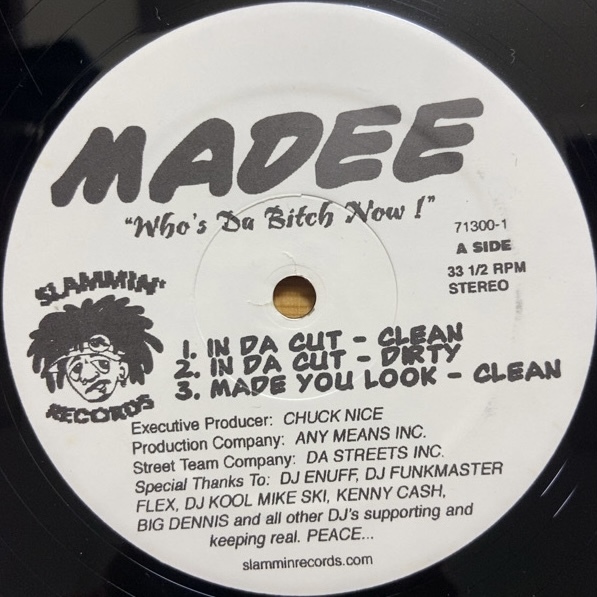 MADEE
"Who's Da Bitch Now !"
71300-1
A SIDE
33 1/2 RPM
STEREO
SLAMMIN'
RECORDS
1. IN DA CUT - CLEAN
2. IN DA CUT - DIRTY
3. MADE YOU LOOK - CLEAN
Executive Producer: CHUCK NICE
Production Company: ANY MEANS INC.
Street Team Company: DA STREETS INC.
Special Thanks To: DJ ENUFF, DJ FUNKMASTER
FLEX, DJ KOOL MIKE SKI, KENNY CASH,
BIG DENNIS and all other DJ's supporting and
keeping real. PEACE...
slamminrecords.com